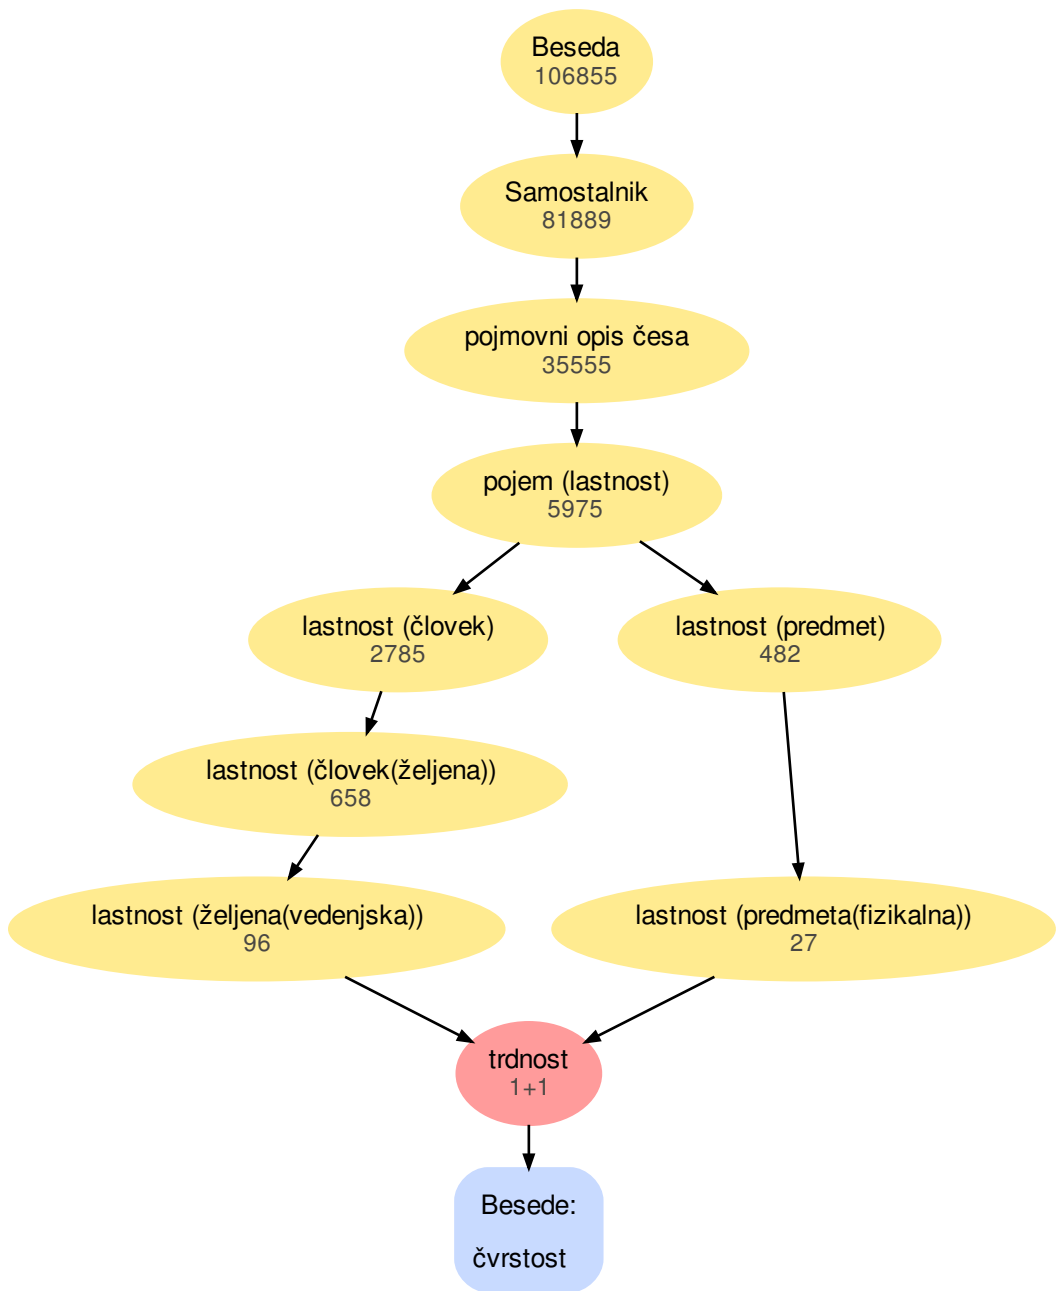 Beseda
106855
Samostalnik
81889
pojmovni opis česa
35555
pojem (lastnost)
5975
lastnost (človek)
2785
lastnost (predmet)
482
lastnost (človek(željena))
658
lastnost (željena(vedenjska))
96
lastnost (predmeta(fizikalna))
27
trdnost
1+1
Besede:
čvrstost